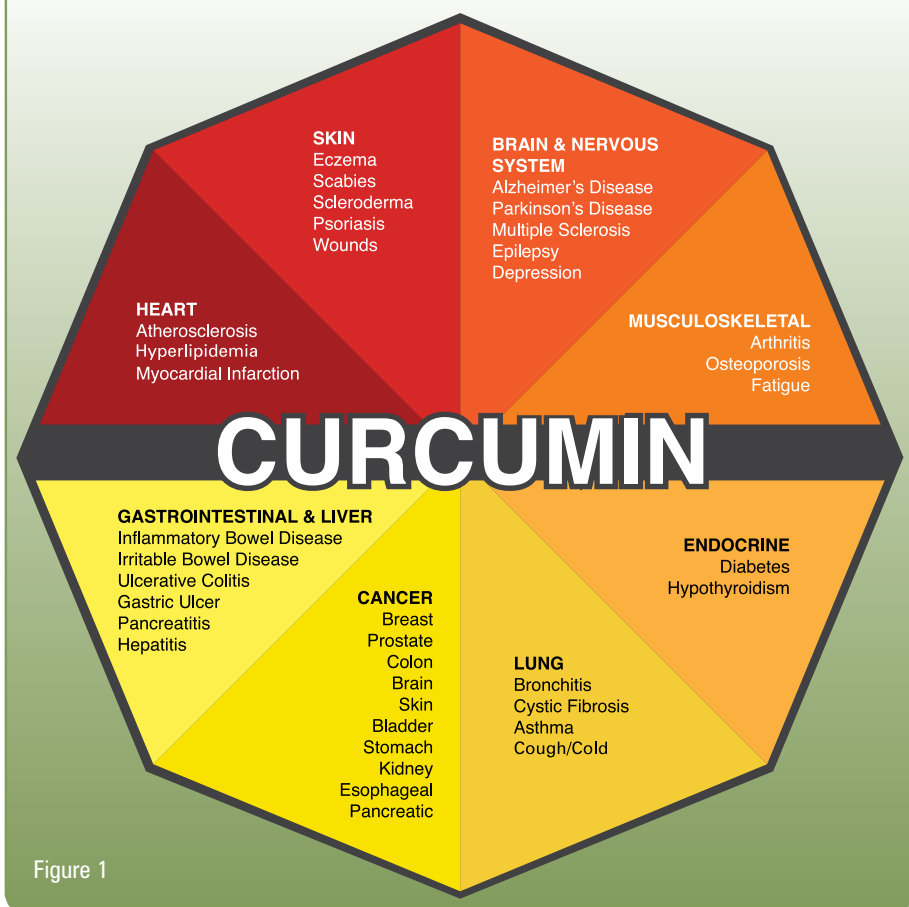 SKIN
Eczema
Scabies
Scleroderma
Psoriasis
Wounds
BRAIN & NERVOUS
SYSTEM
Alzheimer's Disease
Parkinson's Disease
Multiple Sclerosis
Epilepsy
Depression
HEART
Atherosclerosis
Hyperlipidemia
Myocardial Infarction
MUSCULOSKELETAL
Arthritis
Osteoporosis
Fatigue
CURCUMIN
GASTROINTESTINAL & LIVER
Inflammatory Bowel Disease
Irritable Bowel Disease
Ulcerative Colitis
Gastric Ulcer
Pancreatitis
Hepatitis
CANCER
Breast
Prostate
Colon
Brain
Skin
Bladder
Stomach
Kidney
Esophageal
Pancreatic
LUNG
Bronchitis
Cystic Fibrosis
Asthma
Cough/Cold
ENDOCRINE
Diabetes
Hypothyroidism
Figure 1